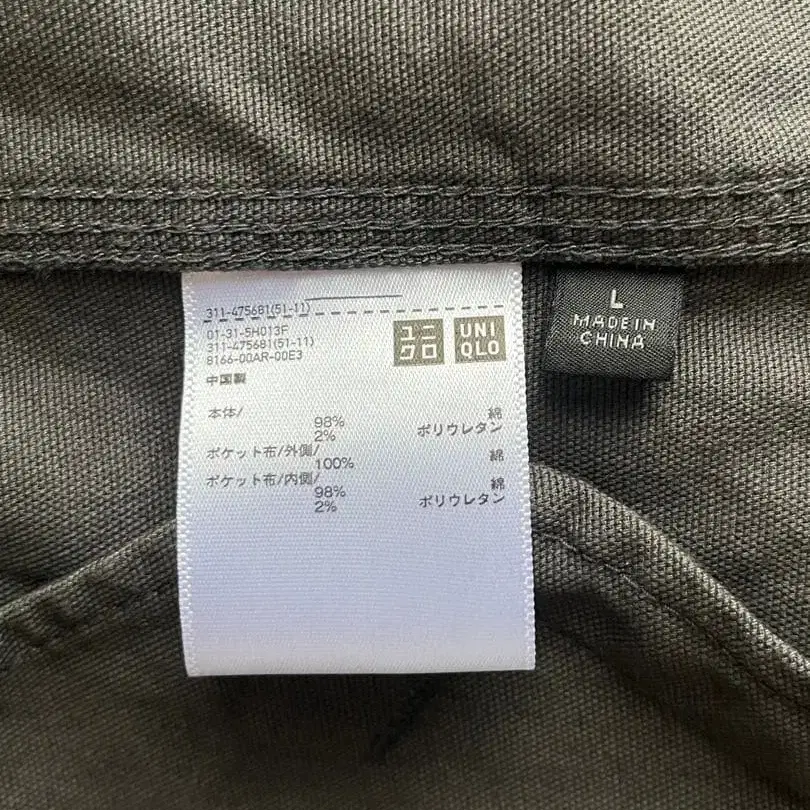 311-475681(51-11)
01-31-5H013F
311-475681(51-11)
8166-00AR-00E3
中国製
ユニ
クロ
UNI
QLO
本体/
98% 綿
2% ポリウレタン
ポケット布/外側/
100% 綿
ポケット布/内側/
98% 綿
2% ポリウレタン
L
MADE IN
CHINA